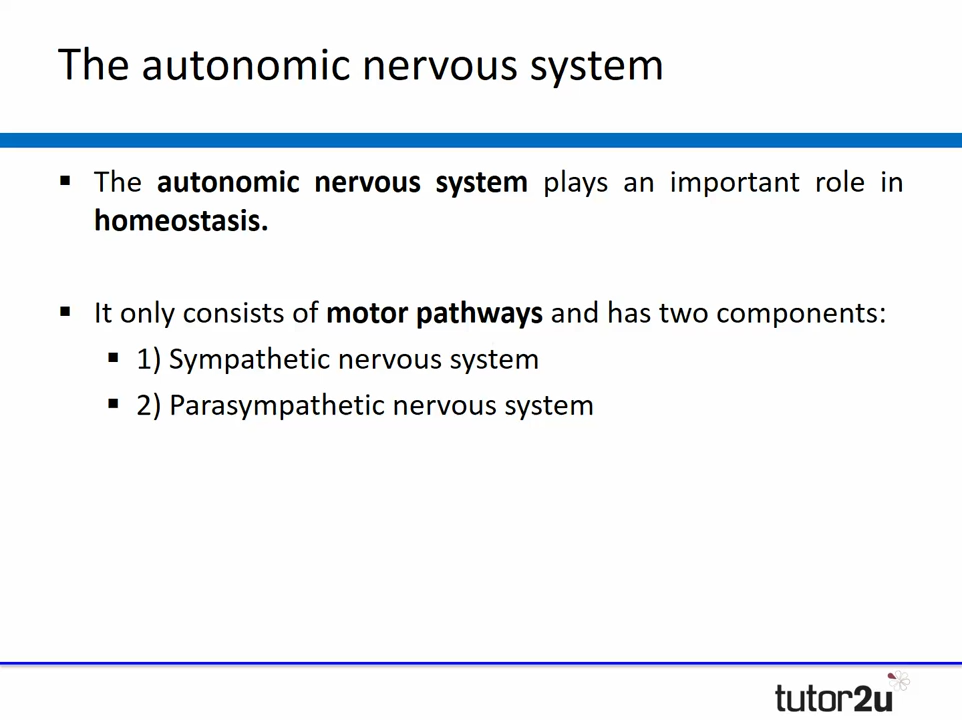 The autonomic nervous system
▪ The autonomic nervous system plays an important role in
homeostasis.
▪ It only consists of motor pathways and has two components:
▪ 1) Sympathetic nervous system
▪ 2) Parasympathetic nervous system
tutor2u